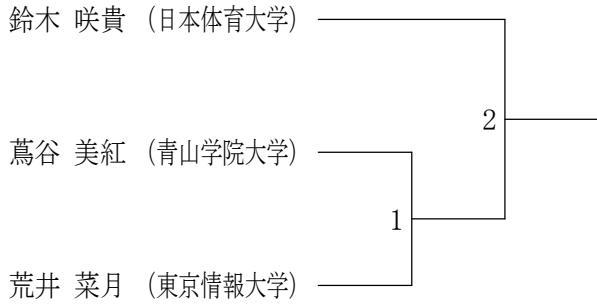 鈴木 咲貴 (日本体育大学)
2
蔦谷 美紅 (青山学院大学)
1
荒井 菜月 (東京情報大学)